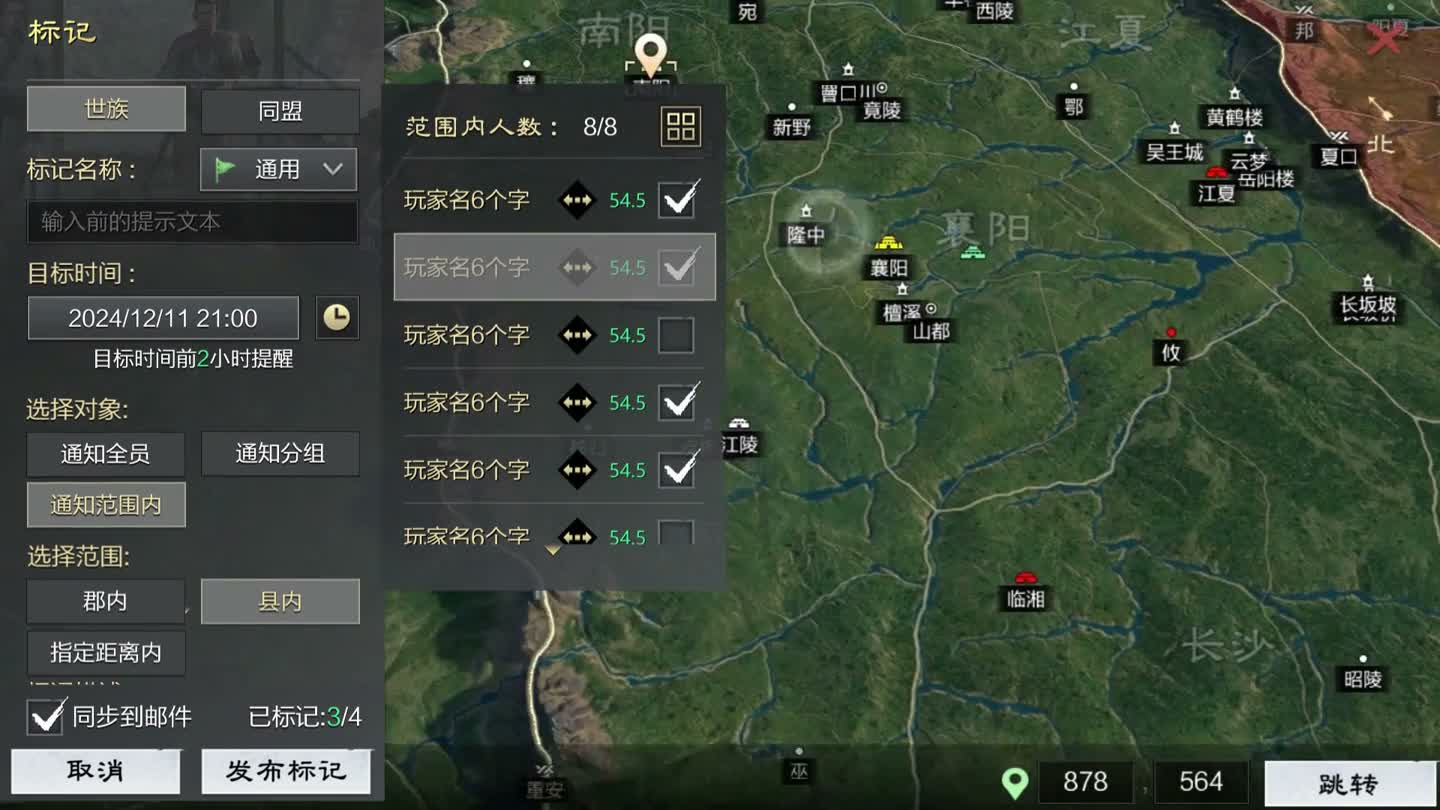 标记
世族
同盟
标记名称：
通用
输入前的提示文本
目标时间：
2024/12/11 21:00
目标时间前2小时提醒
选择对象:
通知全员
通知分组
通知范围内
选择范围:
郡内
县内
指定距离内
同步到邮件
已标记:3/4
取消
发布标记
范围内人数： 8/8
玩家名6个字 54.5
玩家名6个字 54.5
玩家名6个字 54.5
玩家名6个字 54.5
玩家名6个字 54.5
玩家名6个字 54.5
南阳
宛
西陵
江夏
邦
穰
南阳
新野
竟陵
鄂
黄鹤楼
吴王城
云梦
岳阳楼
夏口
北
江夏
隆中
襄阳
襄阳
檀溪
山都
长坂坡
攸
江陵
临湘
长沙
昭陵
巫
重安
878 , 564
跳转